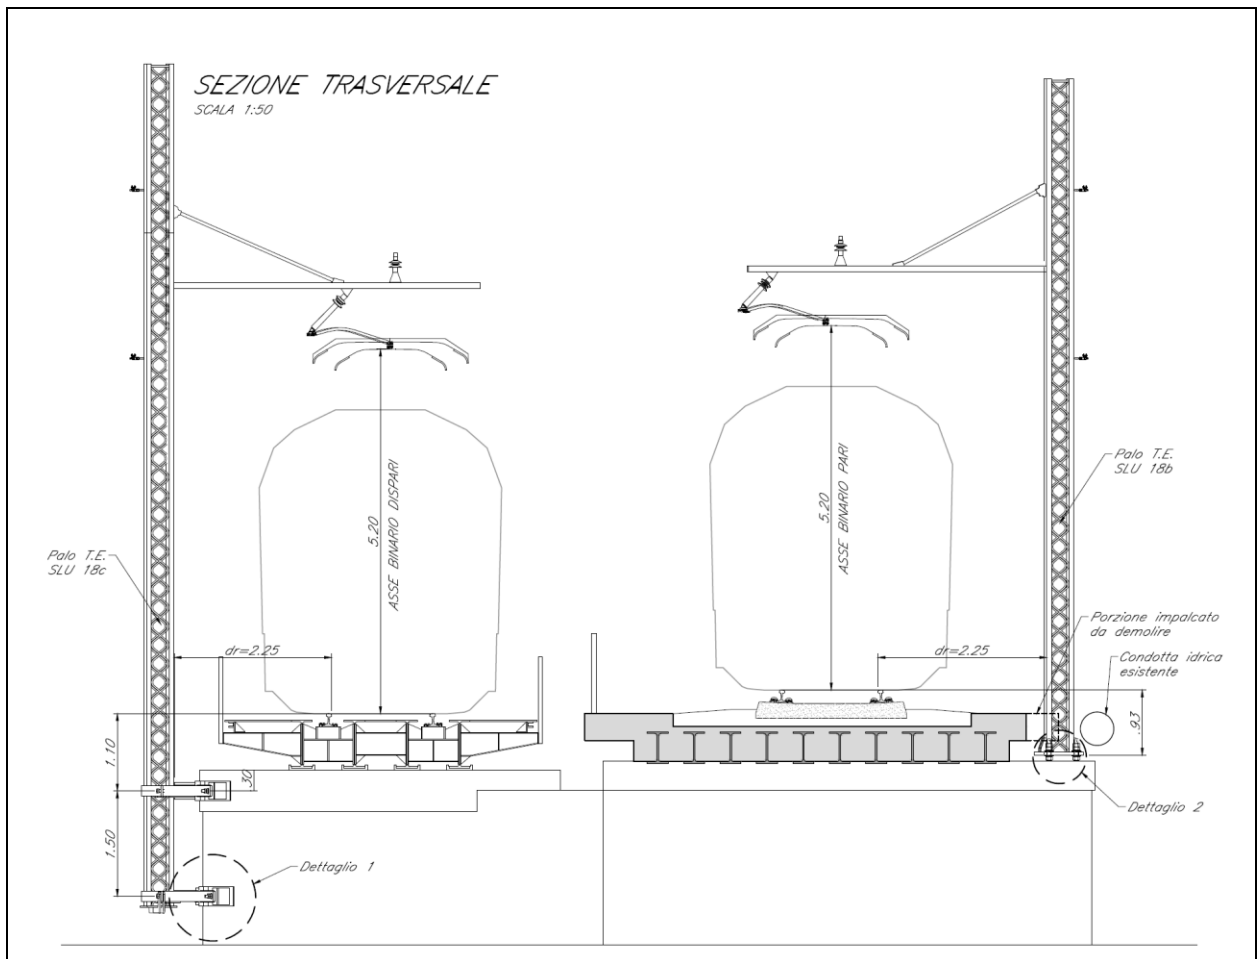 SEZIONE TRASVERSALE
SCALA 1:50
5.20
ASSE BINARIO DISPARI
5.20
ASSE BINARIO PARI
Palo T.E.
SLU 18b
Palo T.E.
SLU 18c
Porzione impalcato
da demolire
Condotta idrica
esistente
dr=2.25
dr=2.25
.93
1.10
30
1.50
Dettaglio 1
Dettaglio 2